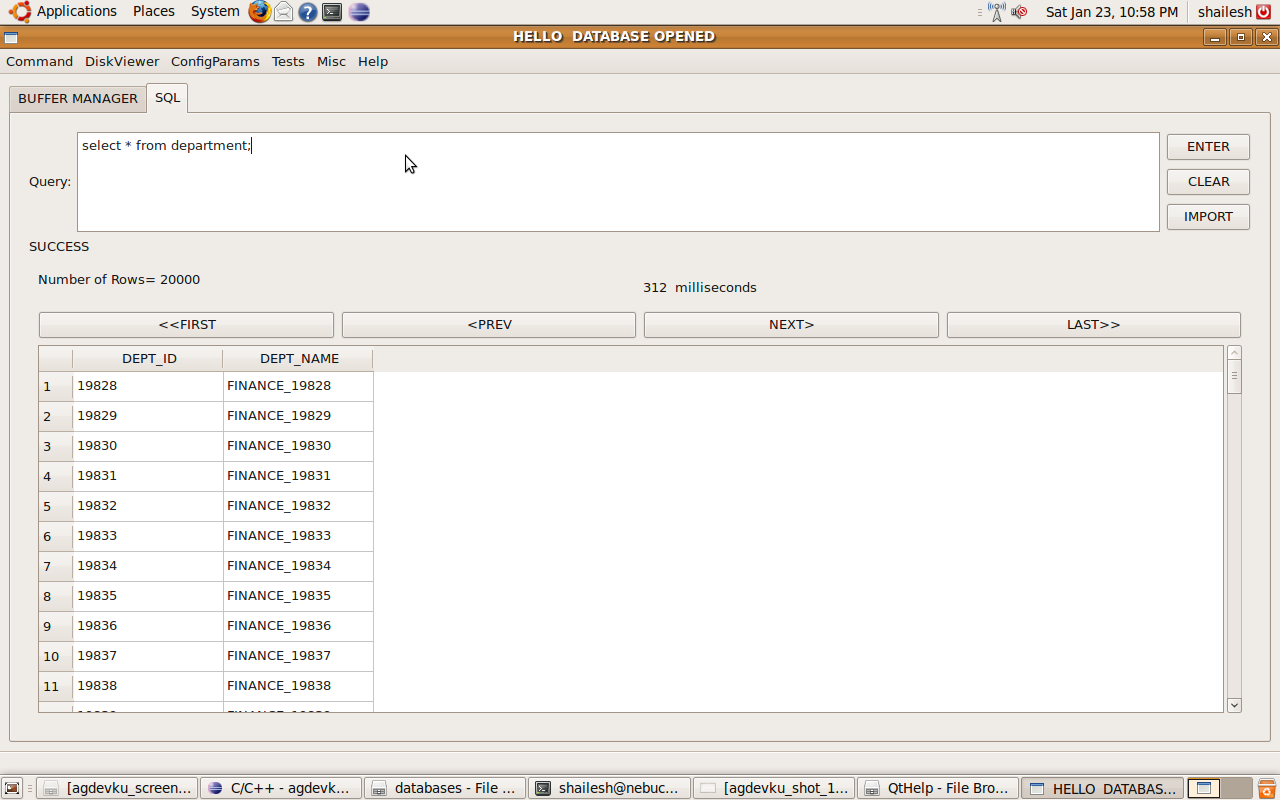 Applications Places System Sat Jan 23, 10:58 PM shailesh
HELLO DATABASE OPENED
Command DiskViewer ConfigParams Tests Misc Help
BUFFER MANAGER SQL
select * from department;
Query:
ENTER
CLEAR
IMPORT
SUCCESS
Number of Rows= 20000
312 milliseconds
<<FIRST <PREV NEXT> LAST>>
DEPT_ID DEPT_NAME
1 19828 FINANCE_19828
2 19829 FINANCE_19829
3 19830 FINANCE_19830
4 19831 FINANCE_19831
5 19832 FINANCE_19832
6 19833 FINANCE_19833
7 19834 FINANCE_19834
8 19835 FINANCE_19835
9 19836 FINANCE_19836
10 19837 FINANCE_19837
11 19838 FINANCE_19838
[agdevku_screen... C/C++ - agdevk... databases - File ... shailesh@nebuc... [agdevku_shot_1... QtHelp - File Bro... HELLO DATABAS...